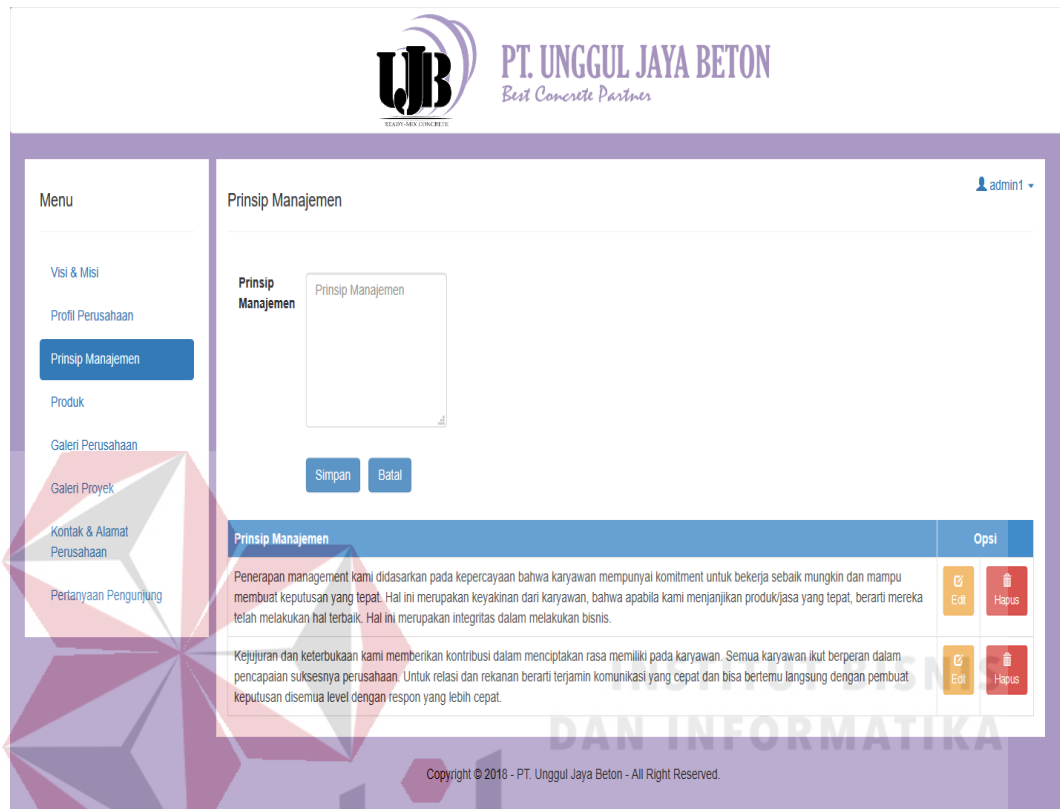 UJB
READY-MIX CONCRETE
PT. UNGGUL JAYA BETON
Best Concrete Partner
admin1
Menu
Visi & Misi
Profil Perusahaan
Prinsip Manajemen
Produk
Galeri Perusahaan
Galeri Proyek
Kontak & Alamat
Perusahaan
Pertanyaan Pengunjung
Prinsip Manajemen
Prinsip
Manajemen
Prinsip Manajemen
Simpan Batal
Prinsip Manajemen Opsi
Penerapan management kami didasarkan pada kepercayaan bahwa karyawan mempunyai komitment untuk bekerja sebaik mungkin dan mampu
membuat keputusan yang tepat. Hal ini merupakan keyakinan dari karyawan, bahwa apabila kami menjanjikan produk/jasa yang tepat, berarti mereka
telah melakukan hal terbaik. Hal ini merupakan integritas dalam melakukan bisnis.
Edit Hapus
Kejujuran dan keterbukaan kami memberikan kontribusi dalam menciptakan rasa memiliki pada karyawan. Semua karyawan ikut berperan dalam
pencapaian suksesnya perusahaan. Untuk relasi dan rekanan berarti terjamin komunikasi yang cepat dan bisa bertemu langsung dengan pembuat
keputusan disemua level dengan respon yang lebih cepat.
Edit Hapus
INSTITUT BISNIS
DAN INFORMATIKA
Copyright © 2018 - PT. Unggul Jaya Beton - All Right Reserved.